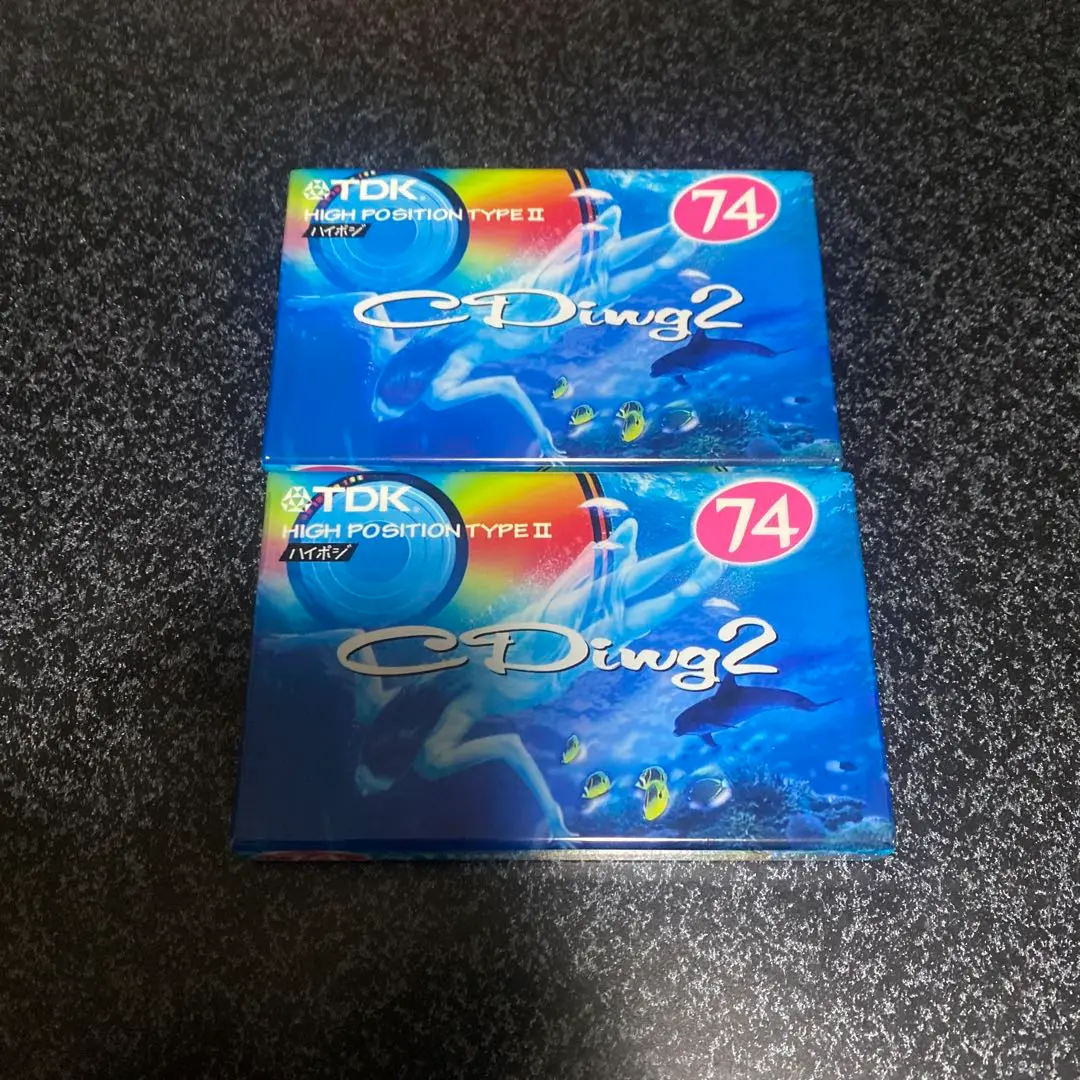 TDK
HIGH POSITION TYPE II
ハイポジ
74
CDing2
TDK
HIGH POSITION TYPE II
ハイポジ
74
CDing2